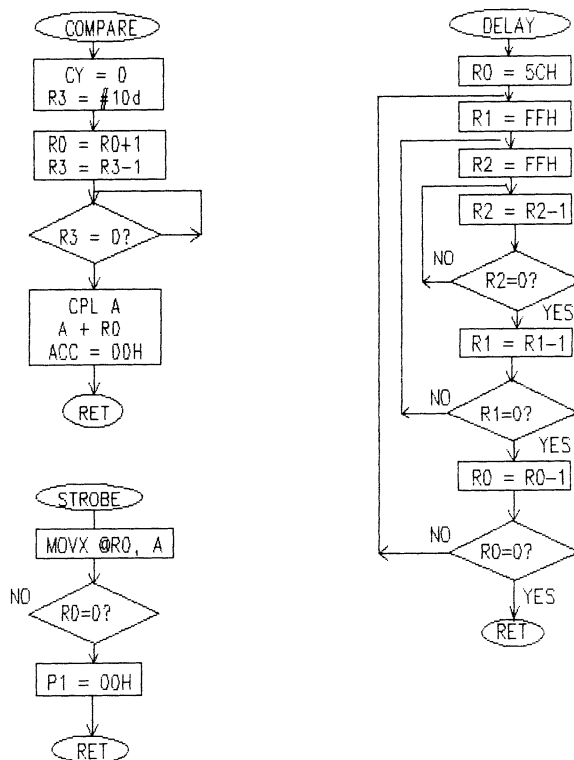 COMPARE
CY = 0
R3 = #10d
R0 = R0+1
R3 = R3-1
R3 = 0?
CPL A
A + R0
ACC = 00H
RET
STROBE
MOVX @R0, A
NO
R0=0?
P1 = 00H
RET
DELAY
R0 = 5CH
R1 = FFH
R2 = FFH
R2 = R2-1
NO
R2=0?
YES
R1 = R1-1
NO
R1=0?
YES
R0 = R0-1
NO
R0=0?
YES
RET